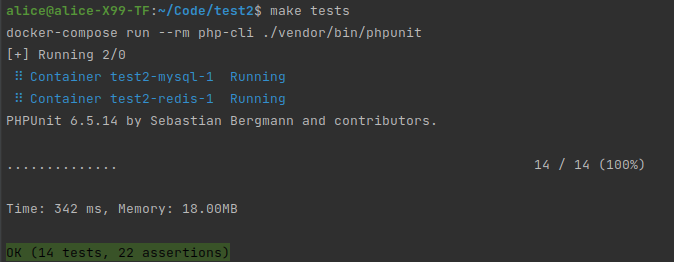 alice@alice-X99-TF:~/Code/test2$ make tests
docker-compose run --rm php-cli ./vendor/bin/phpunit
[+] Running 2/0
⠿ Container test2-mysql-1  Running
⠿ Container test2-redis-1  Running
PHPUnit 6.5.14 by Sebastian Bergmann and contributors.
.............. 14 / 14 (100%)
Time: 342 ms, Memory: 18.00MB
OK (14 tests, 22 assertions)